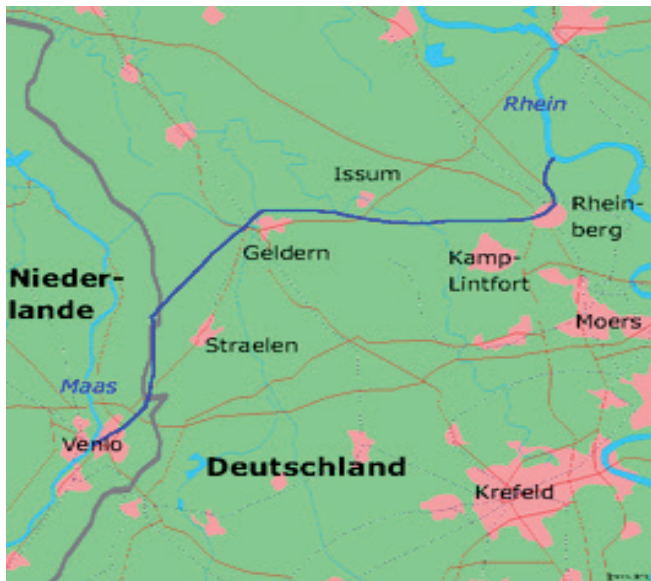 Rhein
Issum
Rhein-
berg
Geldern
Kamp-
Lintfort
Nieder-
lande
Moers
Straelen
Maas
Venlo
Deutschland
Krefeld